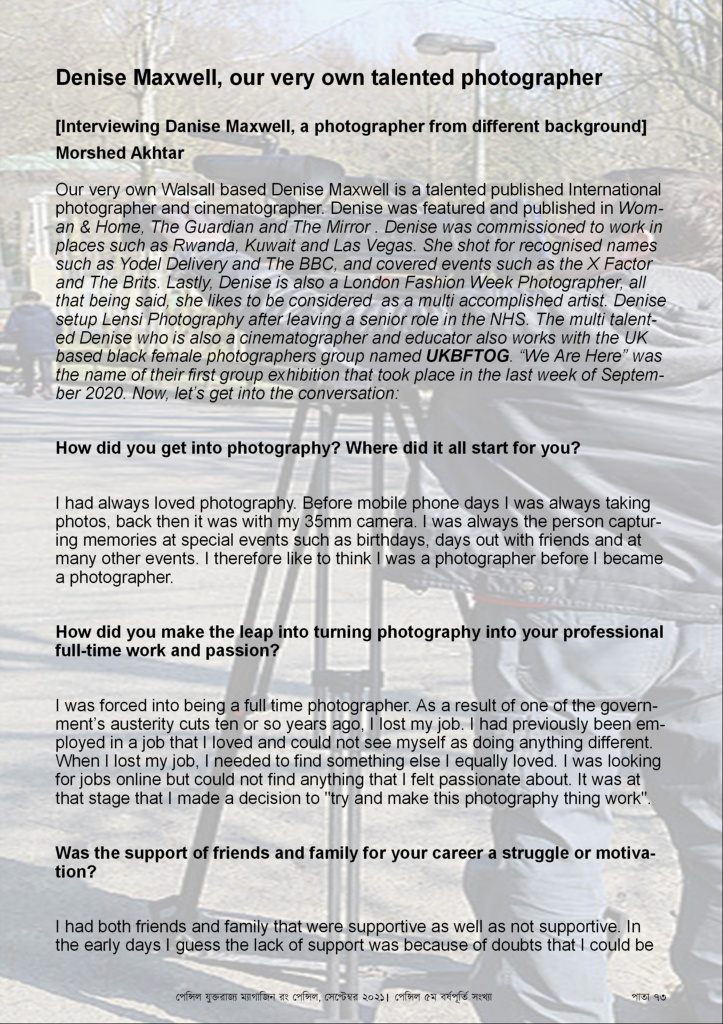 Denise Maxwell, our very own talented photographer
[Interviewing Danise Maxwell, a photographer from different background]
Morshed Akhtar
Our very own Walsall based Denise Maxwell is a talented published International
photographer and cinematographer. Denise was featured and published in Wom-
an & Home, The Guardian and The Mirror . Denise was commissioned to work in
places such as Rwanda, Kuwait and Las Vegas. She shot for recognised names
such as Yodel Delivery and The BBC, and covered events such as the X Factor
and The Brits. Lastly, Denise is also a London Fashion Week Photographer, all
that being said, she likes to be considered as a multi accomplished artist. Denise
setup Lensi Photography after leaving a senior role in the NHS. The multi talent-
ed Denise who is also a cinematographer and educator also works with the UK
based black female photographers group named UKBFTOG. “We Are Here” was
the name of their first group exhibition that took place in the last week of Septem-
ber 2020. Now, let’s get into the conversation:
How did you get into photography? Where did it all start for you?
I had always loved photography. Before mobile phone days I was always taking
photos, back then it was with my 35mm camera. I was always the person captur-
ing memories at special events such as birthdays, days out with friends and at
many other events. I therefore like to think I was a photographer before I became
a photographer.
How did you make the leap into turning photography into your professional
full-time work and passion?
I was forced into being a full time photographer. As a result of one of the govern-
ment’s austerity cuts ten or so years ago, I lost my job. I had previously been em-
ployed in a job that I loved and could not see myself as doing anything different.
When I lost my job, I needed to find something else I equally loved. I was looking
for jobs online but could not find anything that I felt passionate about. It was at
that stage that I made a decision to "try and make this photography thing work".
Was the support of friends and family for your career a struggle or motiva-
tion?
I had both friends and family that were supportive as well as not supportive. In
the early days I guess the lack of support was because of doubts that I could be
পেন্সিল যুক্তরাজ্য ম্যাগাজিন রং পেন্সিল, সেপ্টেম্বর ২০২১। পেন্সিল ৫ম বর্ষপূর্তি সংখ্যা পাতা ৭৩